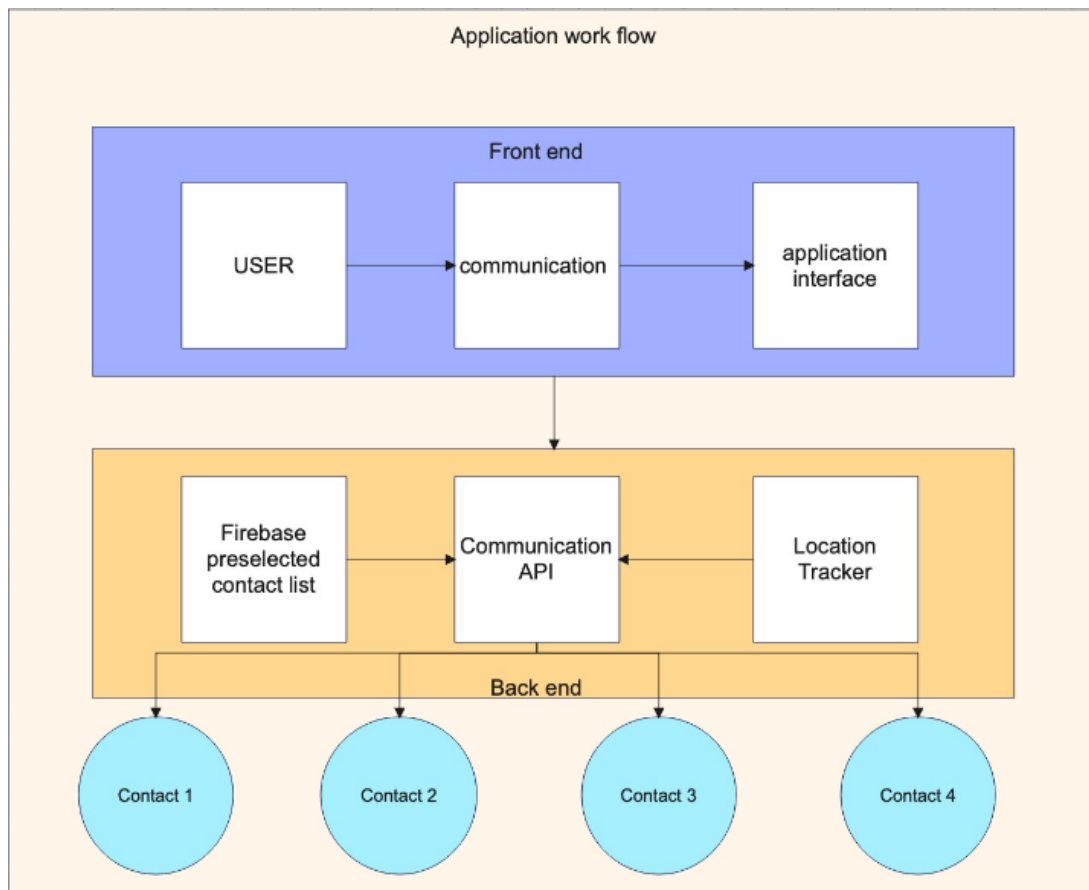 Application work flow
Front end
USER
communication
application
interface
Firebase
preselected
contact list
Communication
API
Location
Tracker
Back end
Contact 1
Contact 2
Contact 3
Contact 4